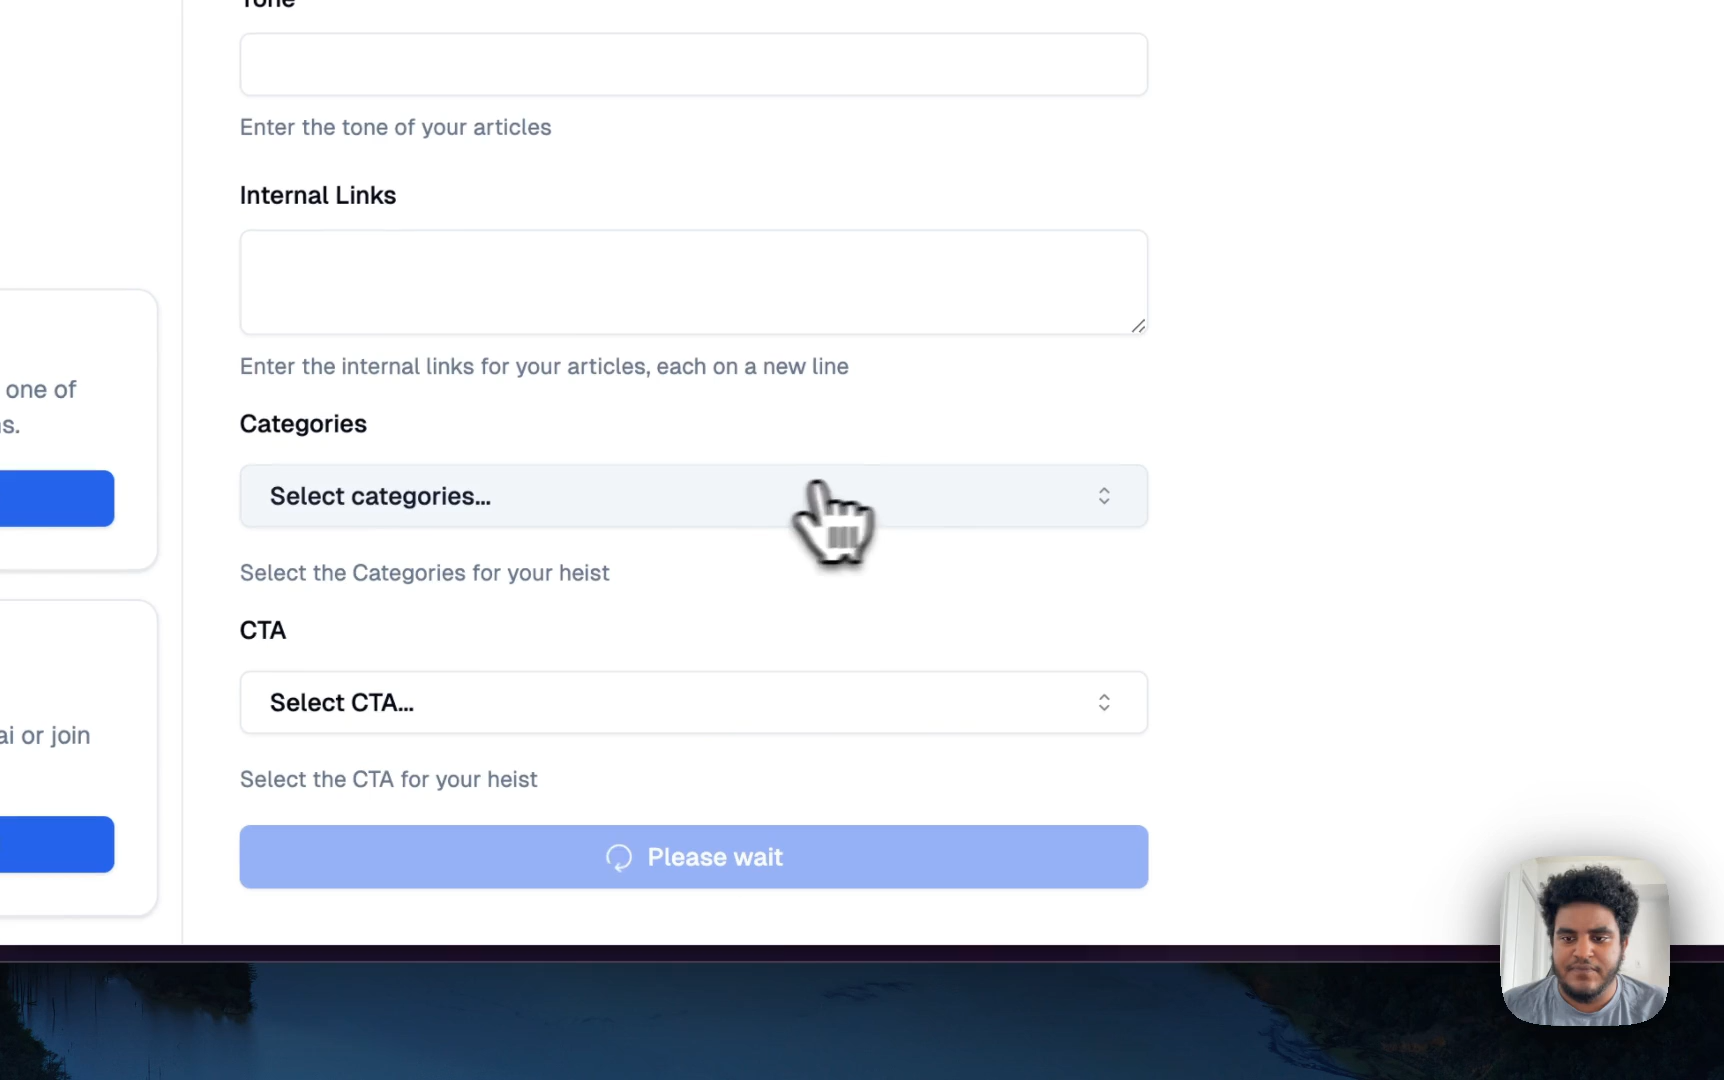 Tone
Enter the tone of your articles
Internal Links
Enter the internal links for your articles, each on a new line
one of
s.
Categories
Select categories...
Select the Categories for your heist
CTA
Select CTA...
ai or join
Select the CTA for your heist
Please wait